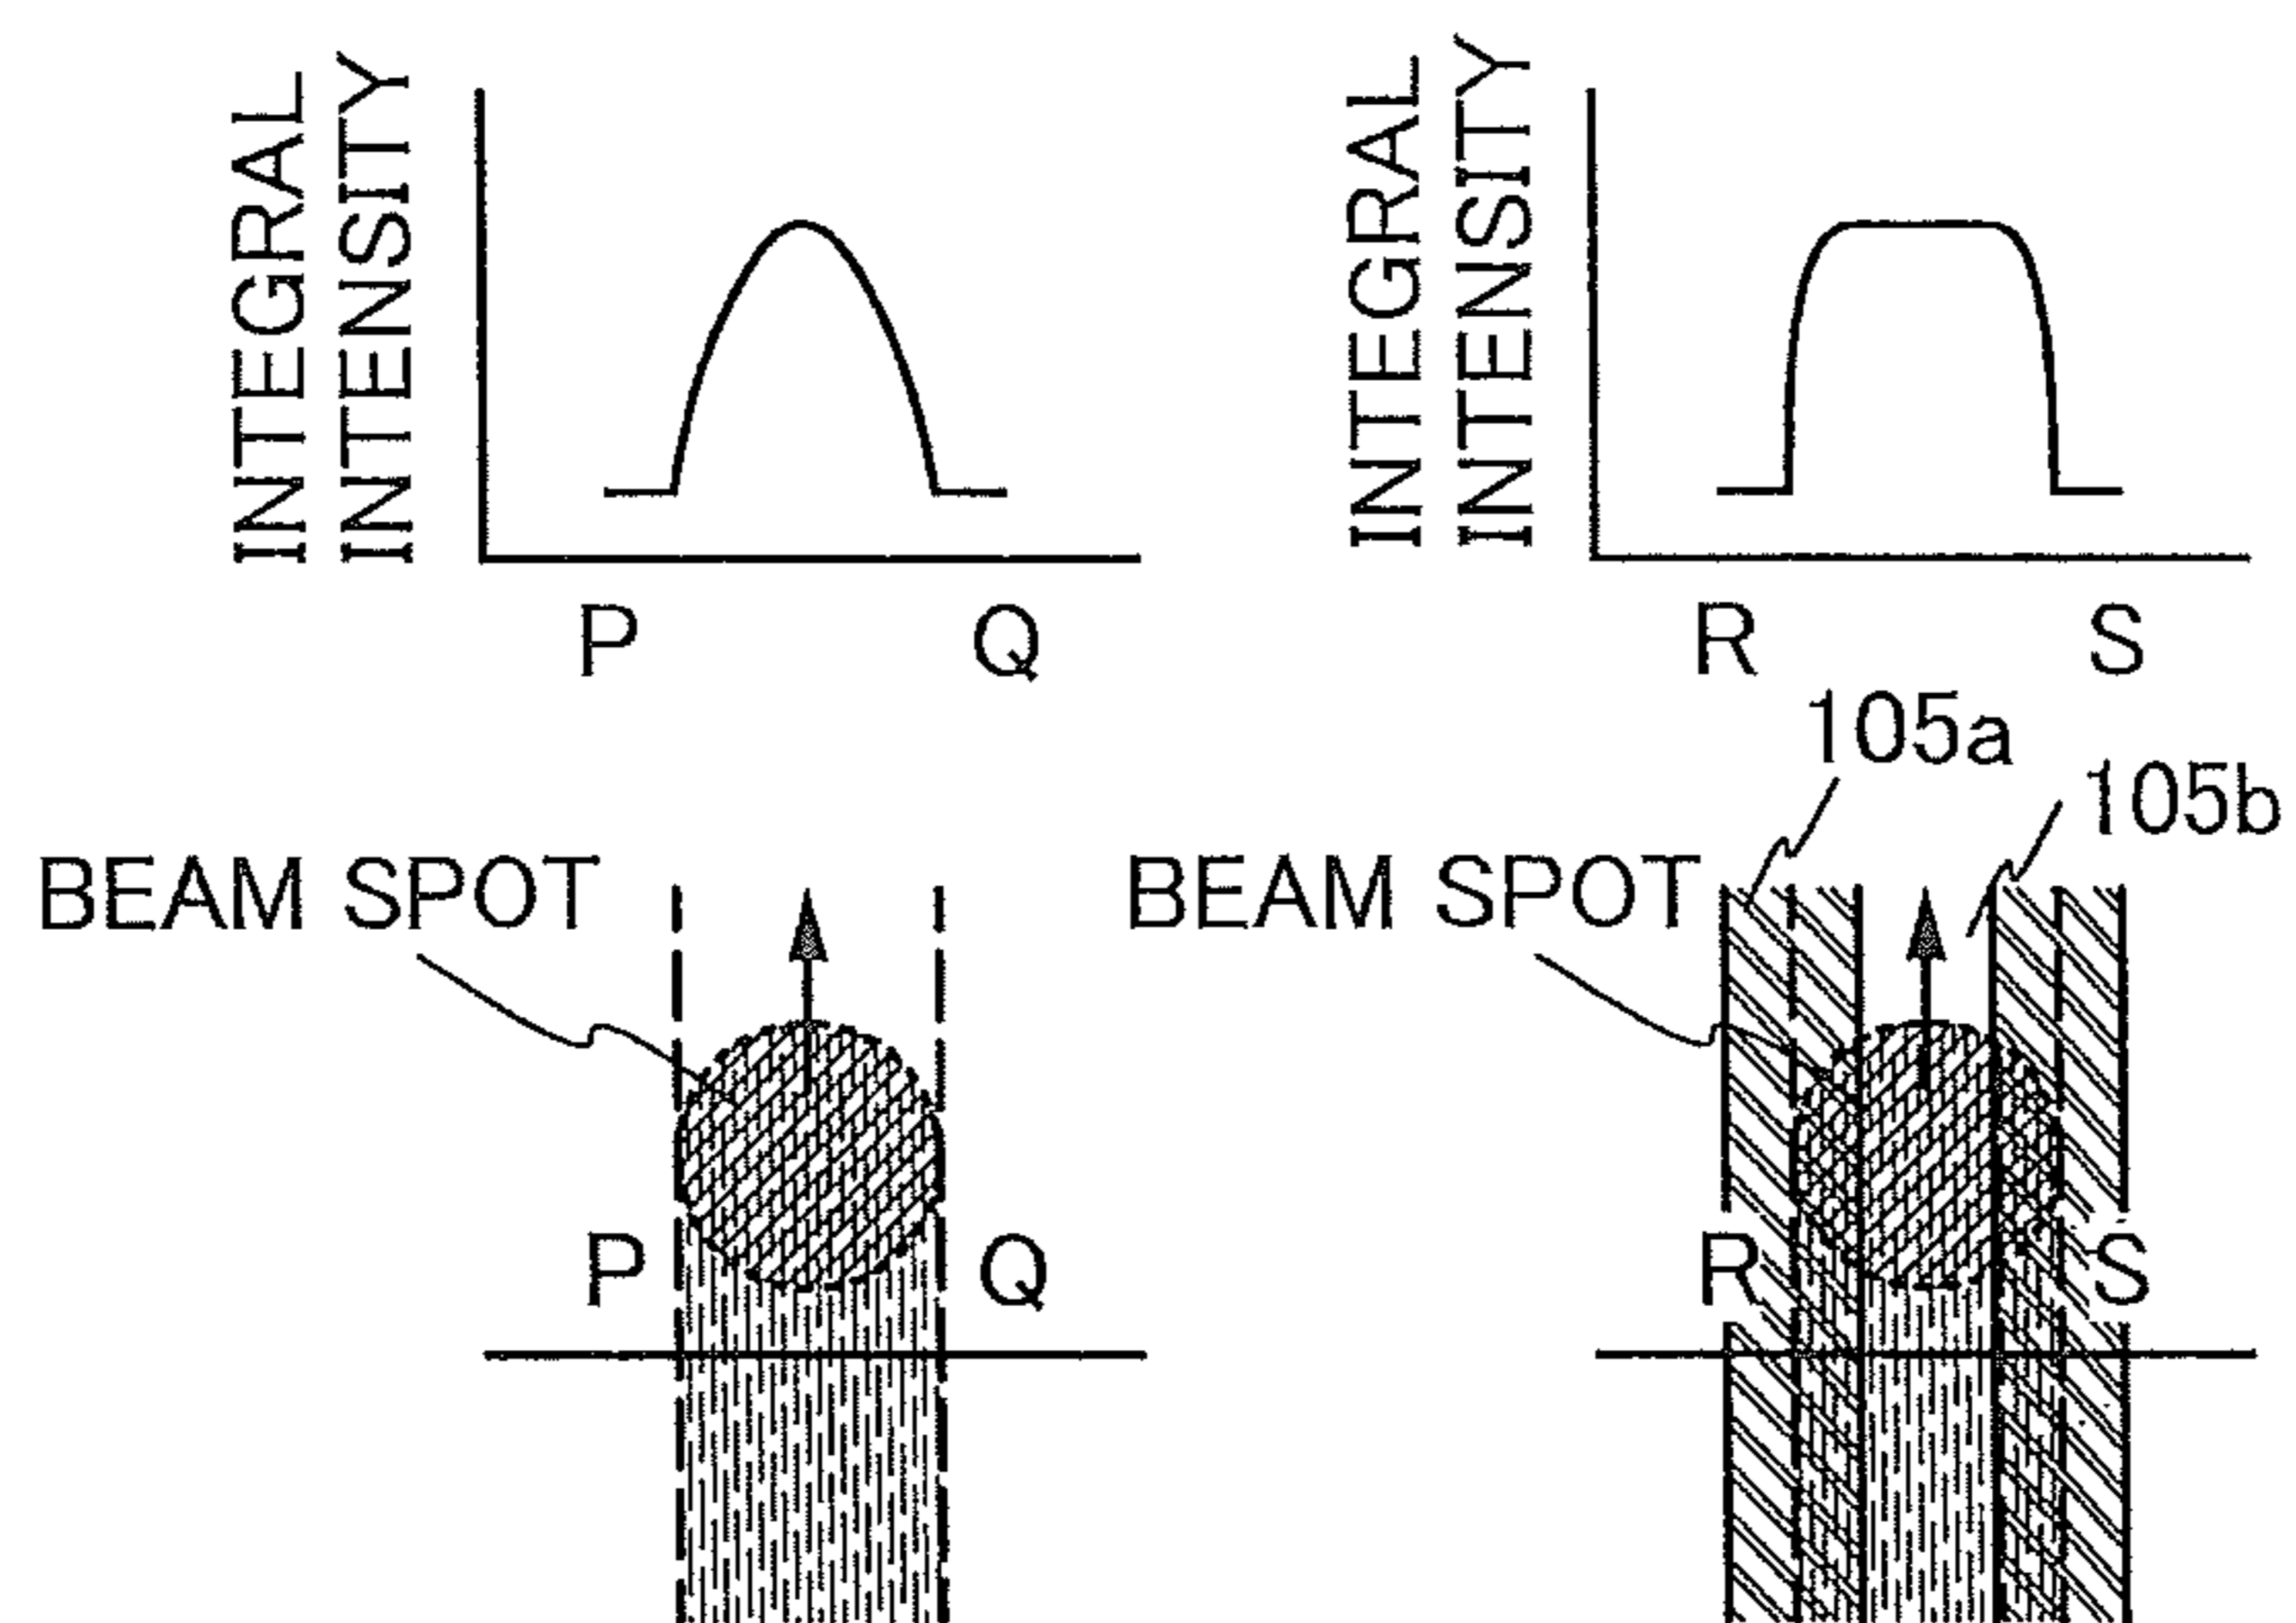 INTEGRAL
INTENSITY
P
Q
INTEGRAL
INTENSITY
R
S
BEAM SPOT
P
Q
105a
105b
BEAM SPOT
R
S